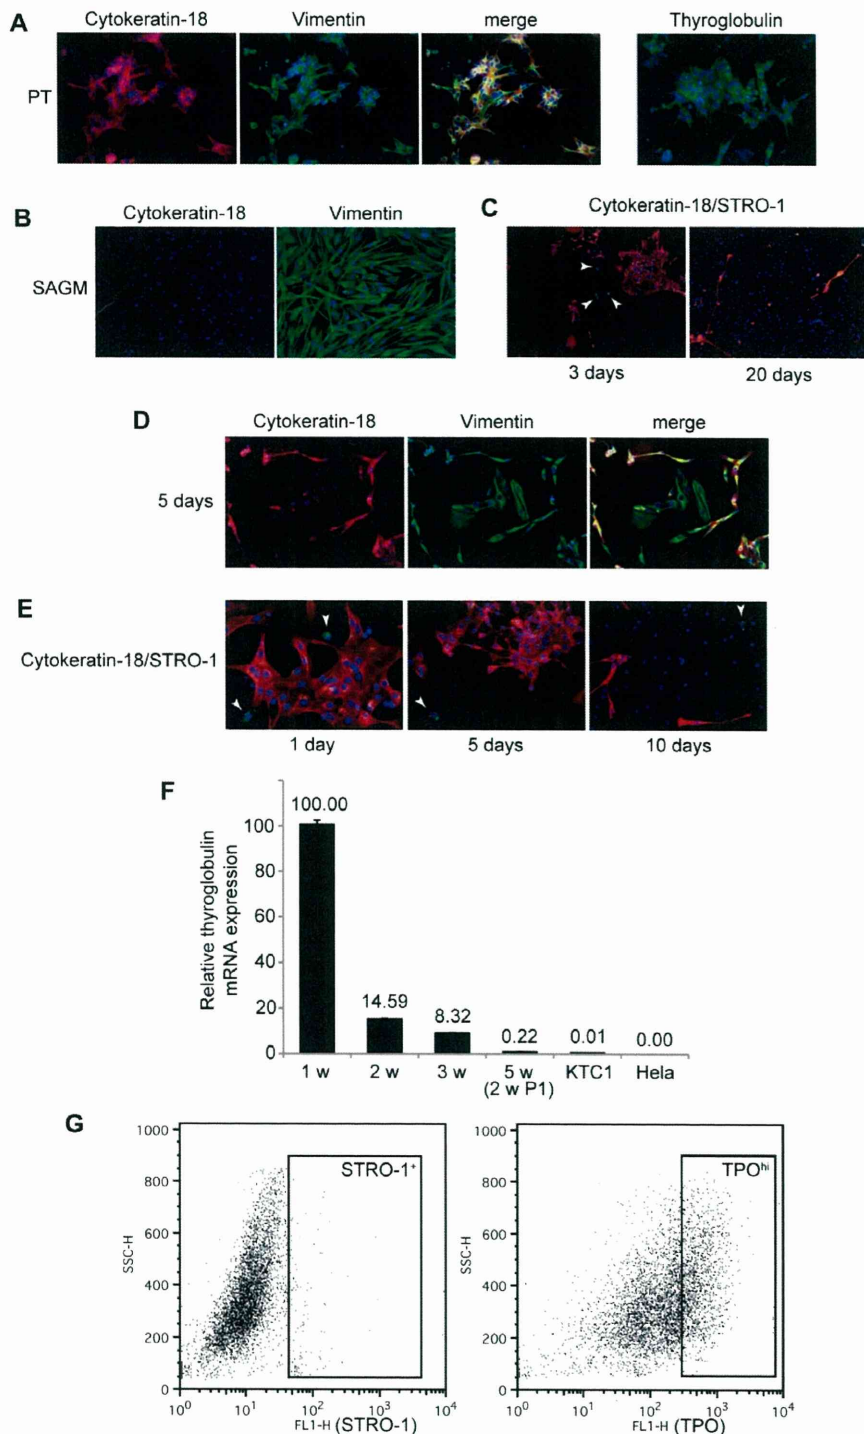 A
Cytokeratin-18 Vimentin merge Thyroglobulin
PT
B
Cytokeratin-18 Vimentin
SAGM
C
Cytokeratin-18/STRO-1
3 days 20 days
D
Cytokeratin-18 Vimentin merge
5 days
E
Cytokeratin-18/STRO-1
1 day 5 days 10 days
F
Relative thyroglobulin
mRNA expression
100
80
60
40
20
0
100.00
14.59
8.32
0.22
0.01
0.00
1 w 2 w 3 w 5 w KTC1 Hela
(2 w P1)
G
1000
800
600
400
200
0
SSC-H
STRO-1⁺
10⁰ 10¹ 10² 10³ 10⁴
FL1-H (STRO-1)
1000
800
600
400
200
0
SSC-H
TPOʰⁱ
10⁰ 10¹ 10² 10³ 10⁴
FL1-H (TPO)